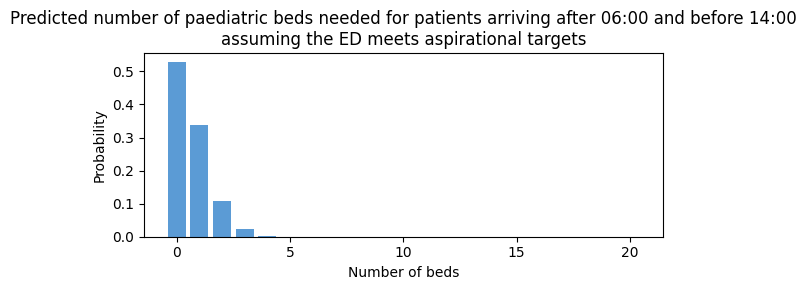 Predicted number of paediatric beds needed for patients arriving after 06:00 and before 14:00
assuming the ED meets aspirational targets
Probability
0.5
0.4
0.3
0.2
0.1
0.0
0 5 10 15 20
Number of beds